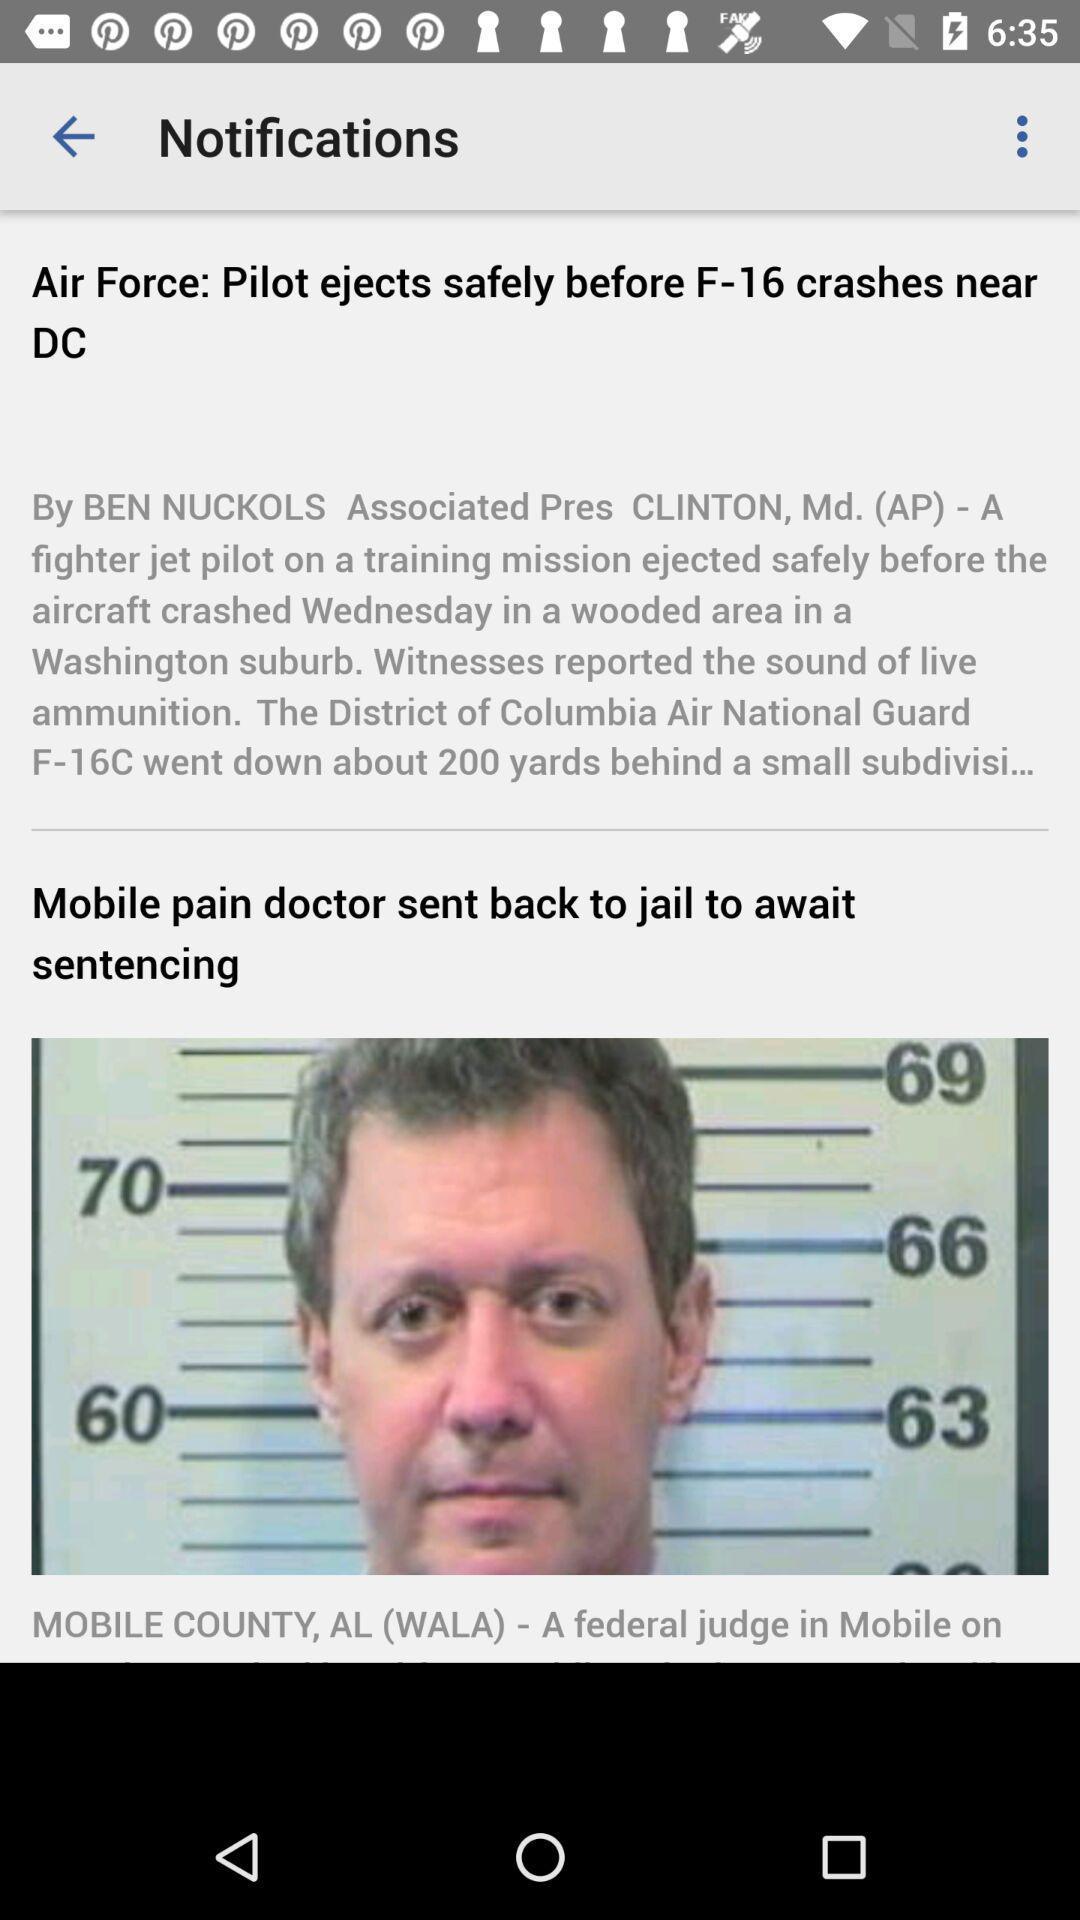 FAKE
6:35
Notifications
Air Force: Pilot ejects safely before F-16 crashes near
DC
By BEN NUCKOLS  Associated Pres  CLINTON, Md. (AP) - A
fighter jet pilot on a training mission ejected safely before the
aircraft crashed Wednesday in a wooded area in a
Washington suburb. Witnesses reported the sound of live
ammunition.  The District of Columbia Air National Guard
F-16C went down about 200 yards behind a small subdivisi...
Mobile pain doctor sent back to jail to await
sentencing
69
70
66
60
63
MOBILE COUNTY, AL (WALA) - A federal judge in Mobile on